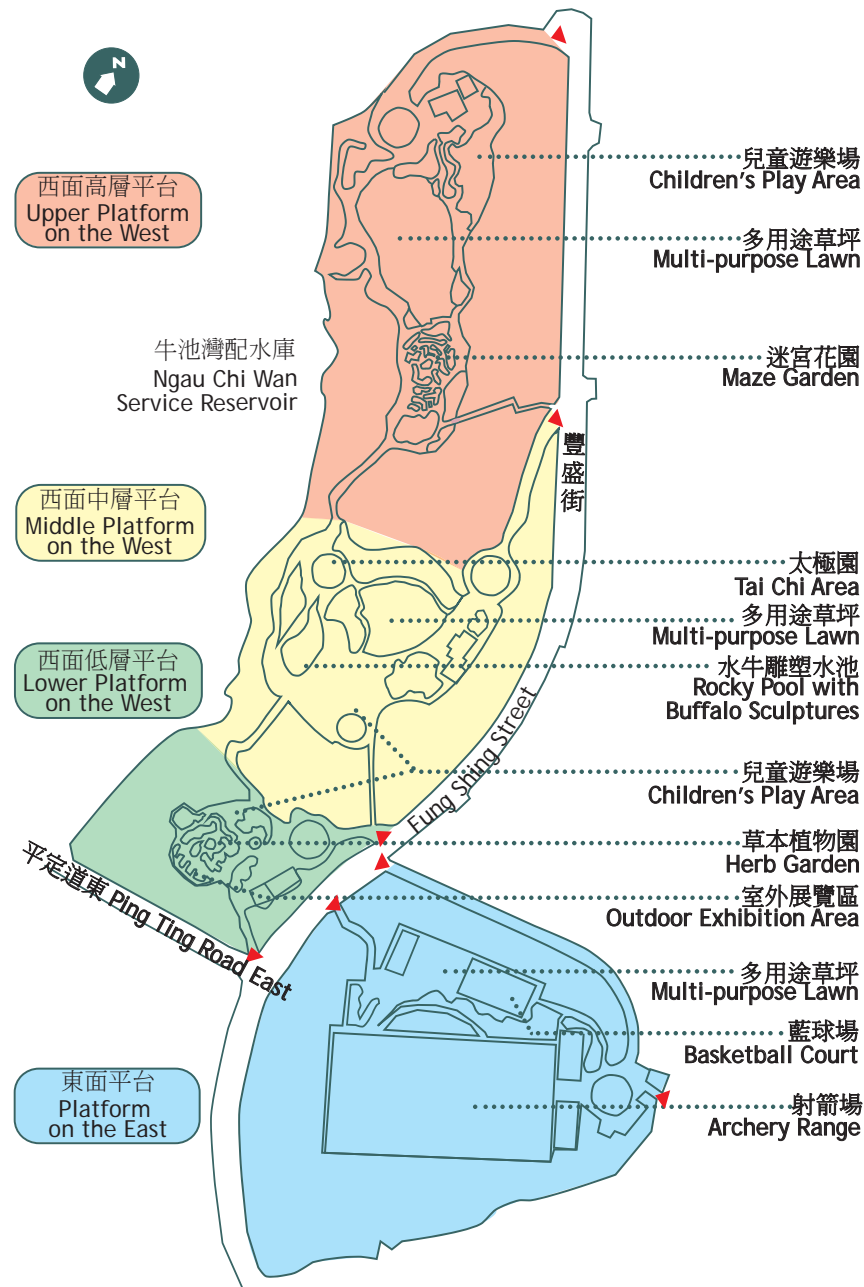 N
西面高層平台
Upper Platform
on the West
兒童遊樂場
Children's Play Area
多用途草坪
Multi-purpose Lawn
牛池灣配水庫
Ngau Chi Wan
Service Reservoir
迷宮花園
Maze Garden
豐盛街
西面中層平台
Middle Platform
on the West
太極園
Tai Chi Area
多用途草坪
Multi-purpose Lawn
西面低層平台
Lower Platform
on the West
水牛雕塑水池
Rocky Pool with
Buffalo Sculptures
Fung Shing Street
兒童遊樂場
Children's Play Area
草本植物園
Herb Garden
平定道東 Ping Ting Road East
室外展覽區
Outdoor Exhibition Area
多用途草坪
Multi-purpose Lawn
籃球場
Basketball Court
東面平台
Platform
on the East
射箭場
Archery Range